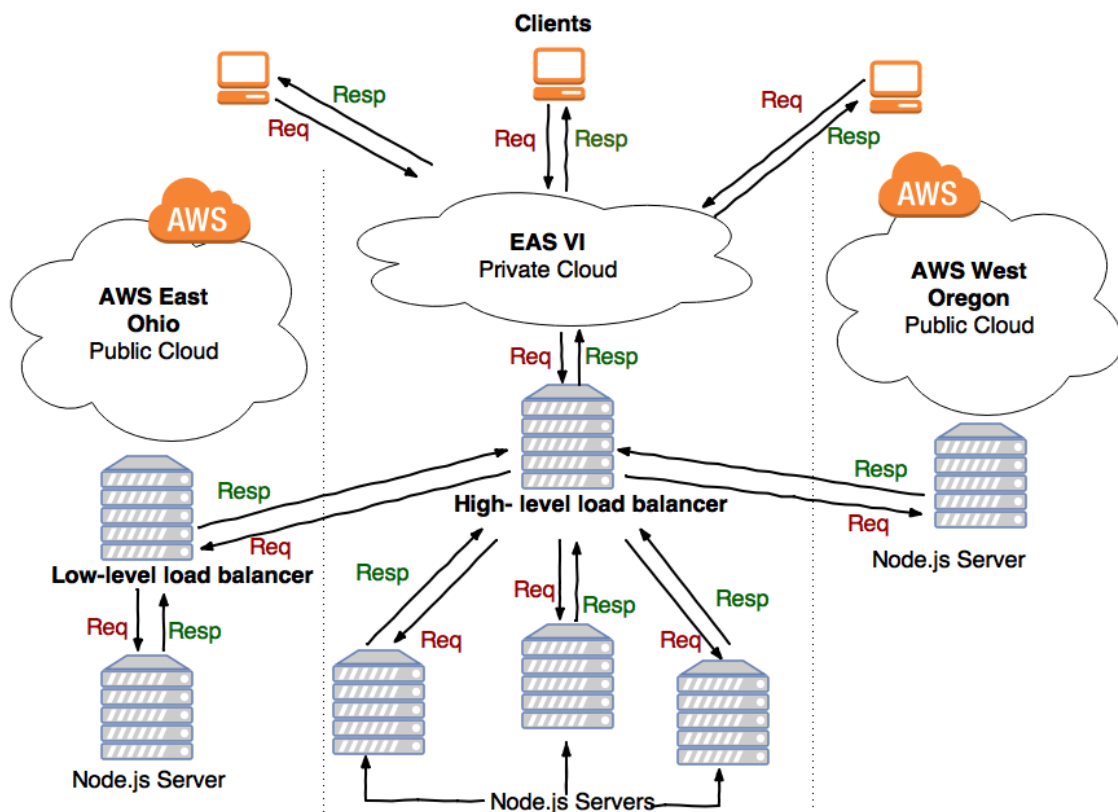 Clients
Resp
Req
Req
Resp
Req
Resp
AWS
AWS
EAS VI
Private Cloud
AWS East
Ohio
Public Cloud
AWS West
Oregon
Public Cloud
Req
Resp
Resp
Req
Resp
Req
High- level load balancer
Low-level load balancer
Node.js Server
Resp
Req
Req
Resp
Resp
Req
Req
Resp
Node.js Server
Node.js Servers